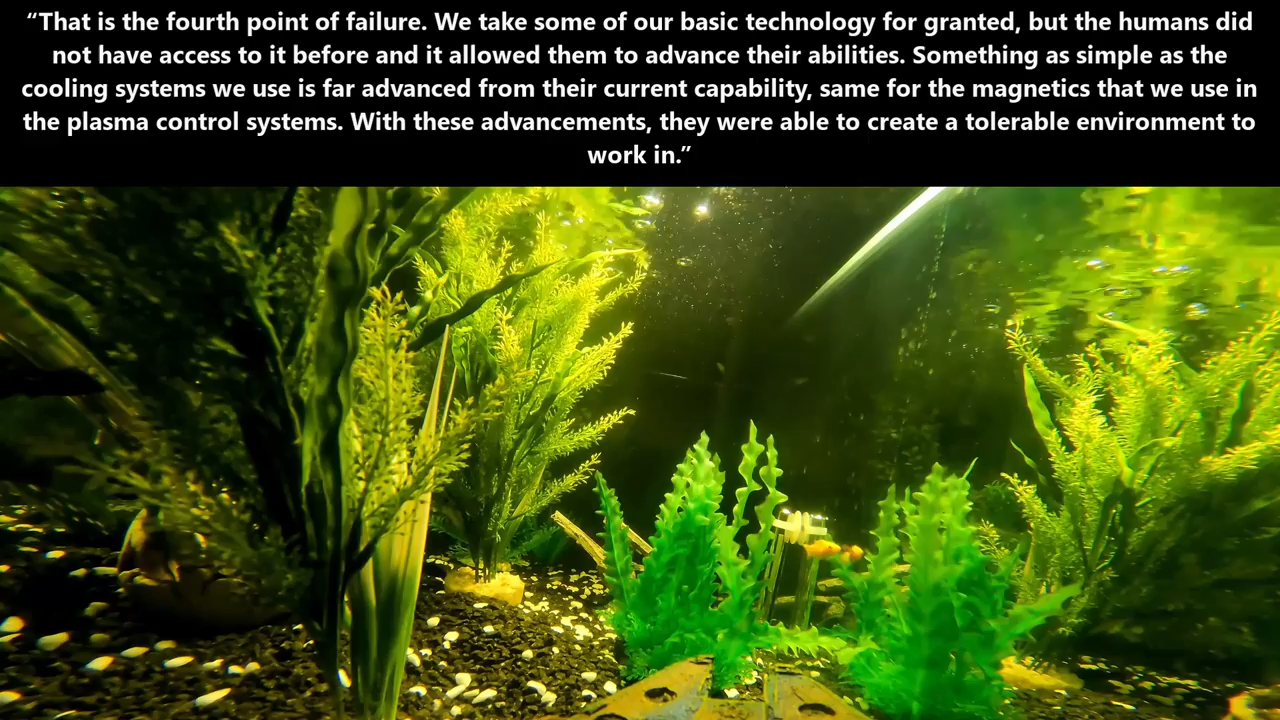 “That is the fourth point of failure. We take some of our basic technology for granted, but the humans did
not have access to it before and it allowed them to advance their abilities. Something as simple as the
cooling systems we use is far advanced from their current capability, same for the magnetics that we use in
the plasma control systems. With these advancements, they were able to create a tolerable environment to
work in.”